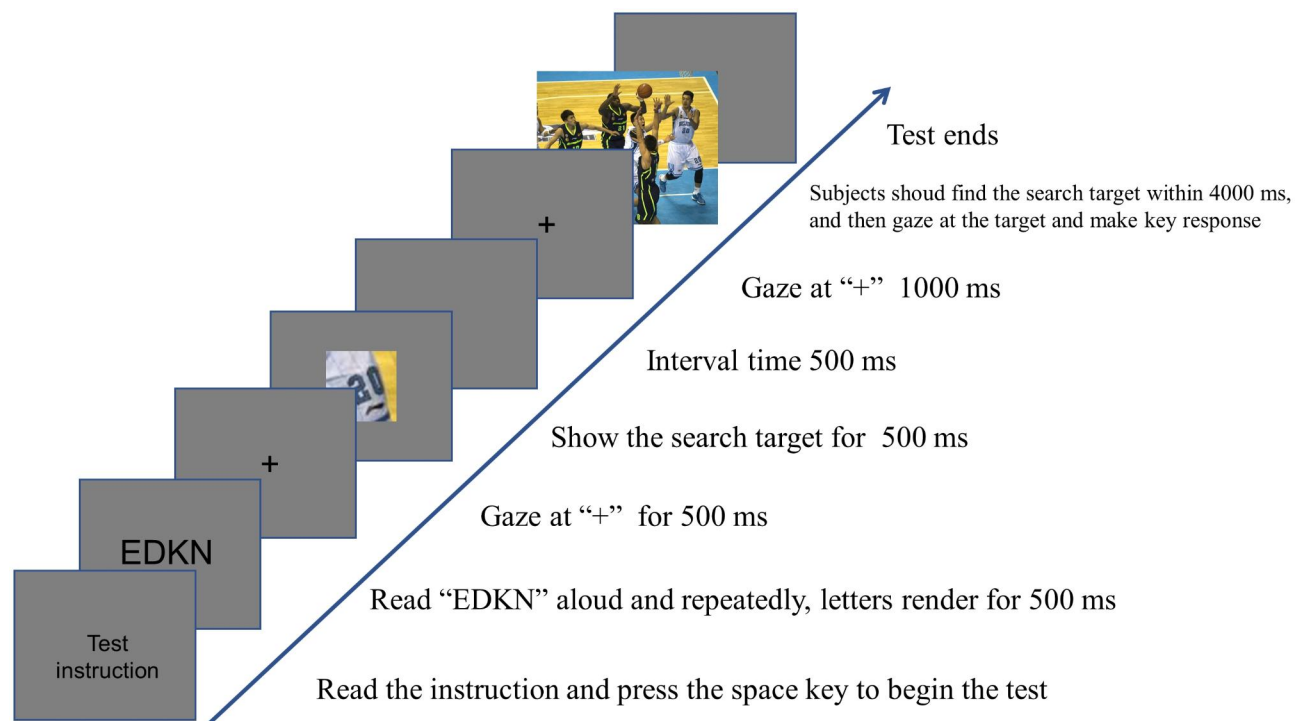 Test ends
Subjects shoud find the search target within 4000 ms,
and then gaze at the target and make key response
+
Gaze at “+” 1000 ms
Interval time 500 ms
20
Show the search target for 500 ms
+
Gaze at “+” for 500 ms
EDKN
Read “EDKN” aloud and repeatedly, letters render for 500 ms
Test
instruction
Read the instruction and press the space key to begin the test